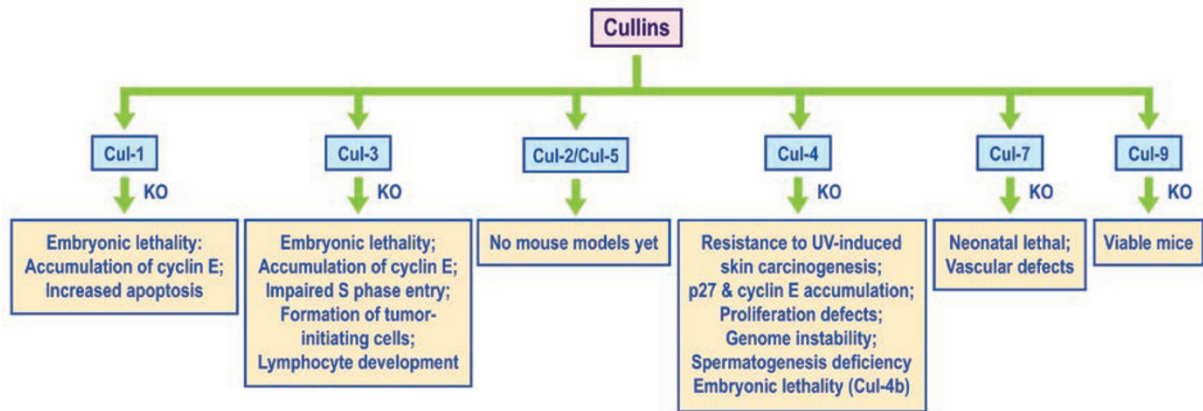 Cullins
Cul-1
Cul-3
Cul-2/Cul-5
Cul-4
Cul-7
Cul-9
KO
KO
KO
KO
KO
Embryonic lethality:
Accumulation of cyclin E;
Increased apoptosis
Embryonic lethality;
Accumulation of cyclin E;
Impaired S phase entry;
Formation of tumor-
initiating cells;
Lymphocyte development
No mouse models yet
Resistance to UV-induced
skin carcinogenesis;
p27 & cyclin E accumulation;
Proliferation defects;
Genome instability;
Spermatogenesis deficiency
Embryonic lethality (Cul-4b)
Neonatal lethal;
Vascular defects
Viable mice